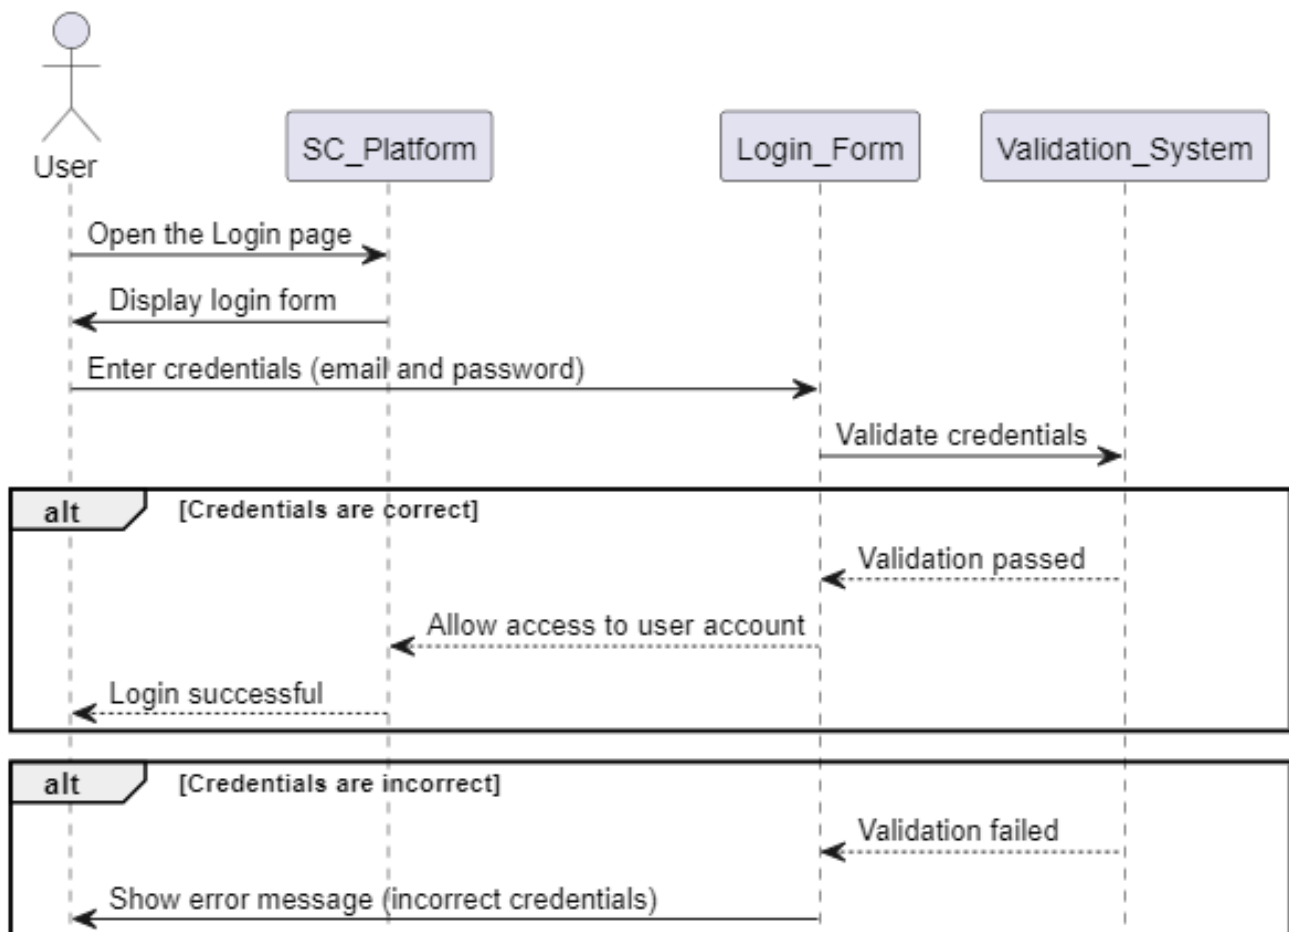 User
SC_Platform
Login_Form
Validation_System
Open the Login page
Display login form
Enter credentials (email and password)
Validate credentials
alt [Credentials are correct]
Validation passed
Allow access to user account
Login successful
alt [Credentials are incorrect]
Validation failed
Show error message (incorrect credentials)